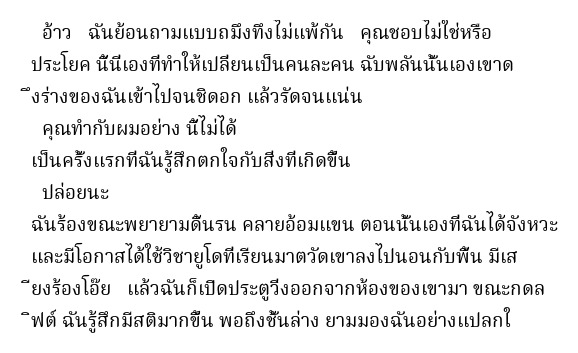 อ้าว   ฉันย้อนถามแบบถมึงทึงไม่แพ้กัน   คุณชอบไม่ใช่หรือ
ประโยค นี้นี่เองที่ทำให้เปลี่ยนเป็นคนละคน ฉับพลันนั้นเองเขาด
ึงร่างของฉันเข้าไปจนชิดอก แล้วรัดจนแน่น
คุณทำกับผมอย่าง นี้ไม่ได้
เป็นครั้งแรกที่ฉันรู้สึกตกใจกับสิ่งที่เกิดขึ้น
ปล่อยนะ
ฉันร้องขณะพยายามดิ้นรน คลายอ้อมแขน ตอนนั้นเองที่ฉันได้จังหวะ
และมีโอกาสได้ใช้วิชายูโดที่เรียนมาตวัดเขาลงไปนอนกับพื้น มีเส
ียงร้องโอ๊ย   แล้วฉันก็เปิดประตูวิ่งออกจากห้องของเขามา ขณะกดล
ิฟต์ ฉันรู้สึกมีสติมากขึ้น พอถึงชั้นล่าง ยามมองฉันอย่างแปลกใ